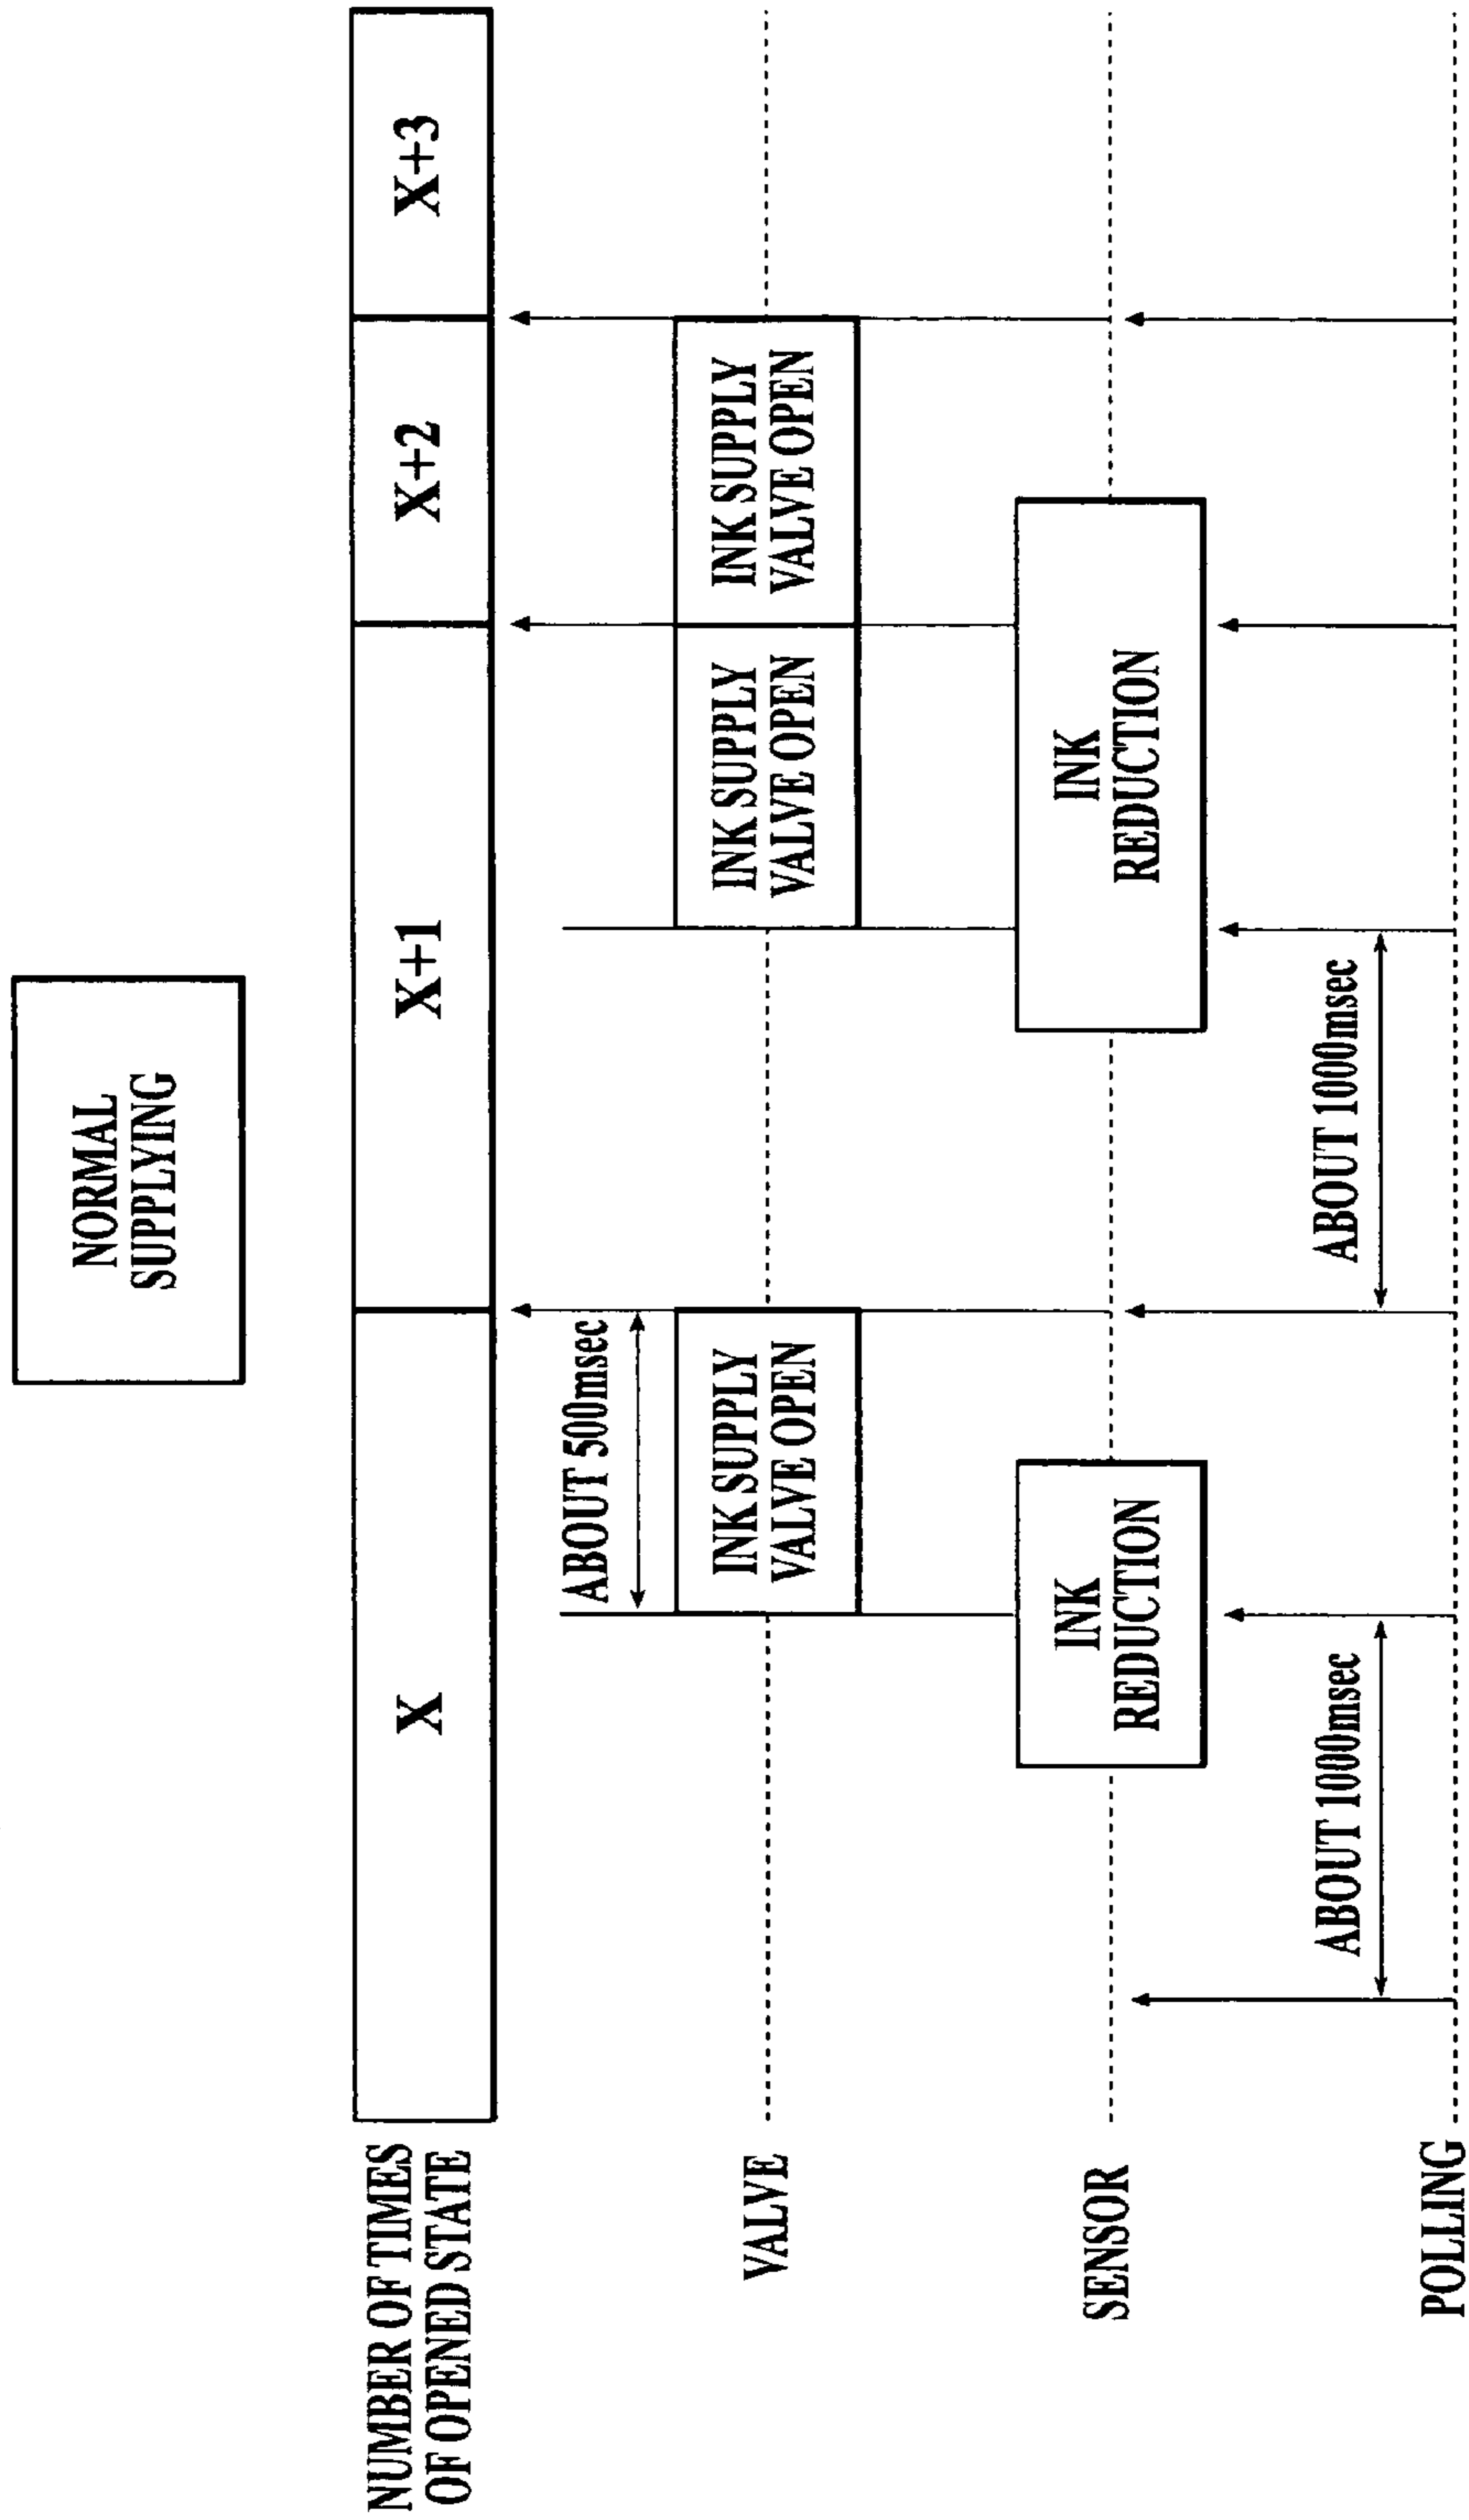 NORMAL
SUPPLYING
NUMBER OF TIMES
OF OPENED STATE
X
X+1
X+2
X+3
ABOUT 500msec
VALVE
INK SUPPLY
VALVE OPEN
INK SUPPLY
VALVE OPEN
INK SUPPLY
VALVE OPEN
SENSOR
INK
REDUCTION
INK
REDUCTION
ABOUT 1000msec
ABOUT 1000msec
POLLING